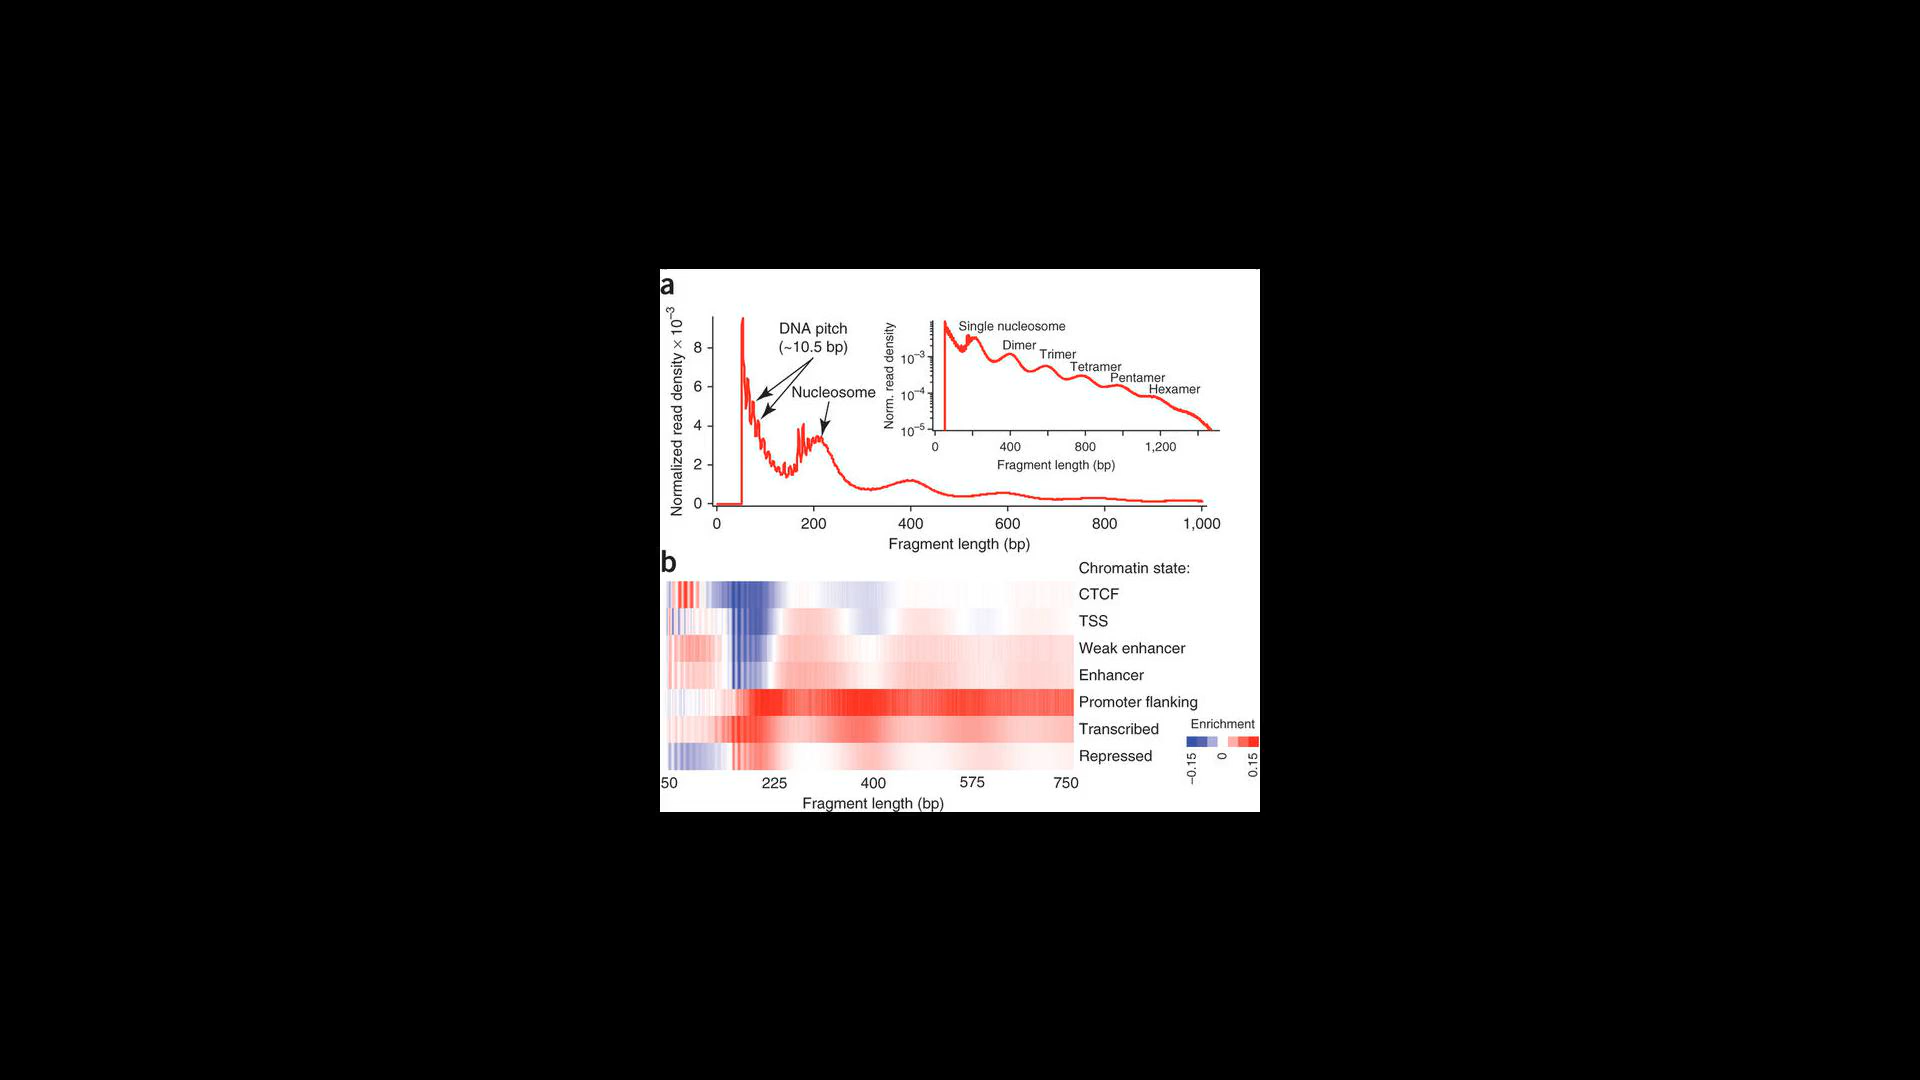 a
Normalized read density × 10⁻³
8
6
4
2
0
DNA pitch
(~10.5 bp)
Nucleosome
0 200 400 600 800 1,000
Fragment length (bp)
Norm. read density
10⁻³
10⁻⁴
10⁻⁵
Single nucleosome
Dimer
Trimer
Tetramer
Pentamer
Hexamer
0 400 800 1,200
Fragment length (bp)
b
Chromatin state:
CTCF
TSS
Weak enhancer
Enhancer
Promoter flanking
Transcribed
Repressed
50 225 400 575 750
Fragment length (bp)
Enrichment
−0.15 0 0.15